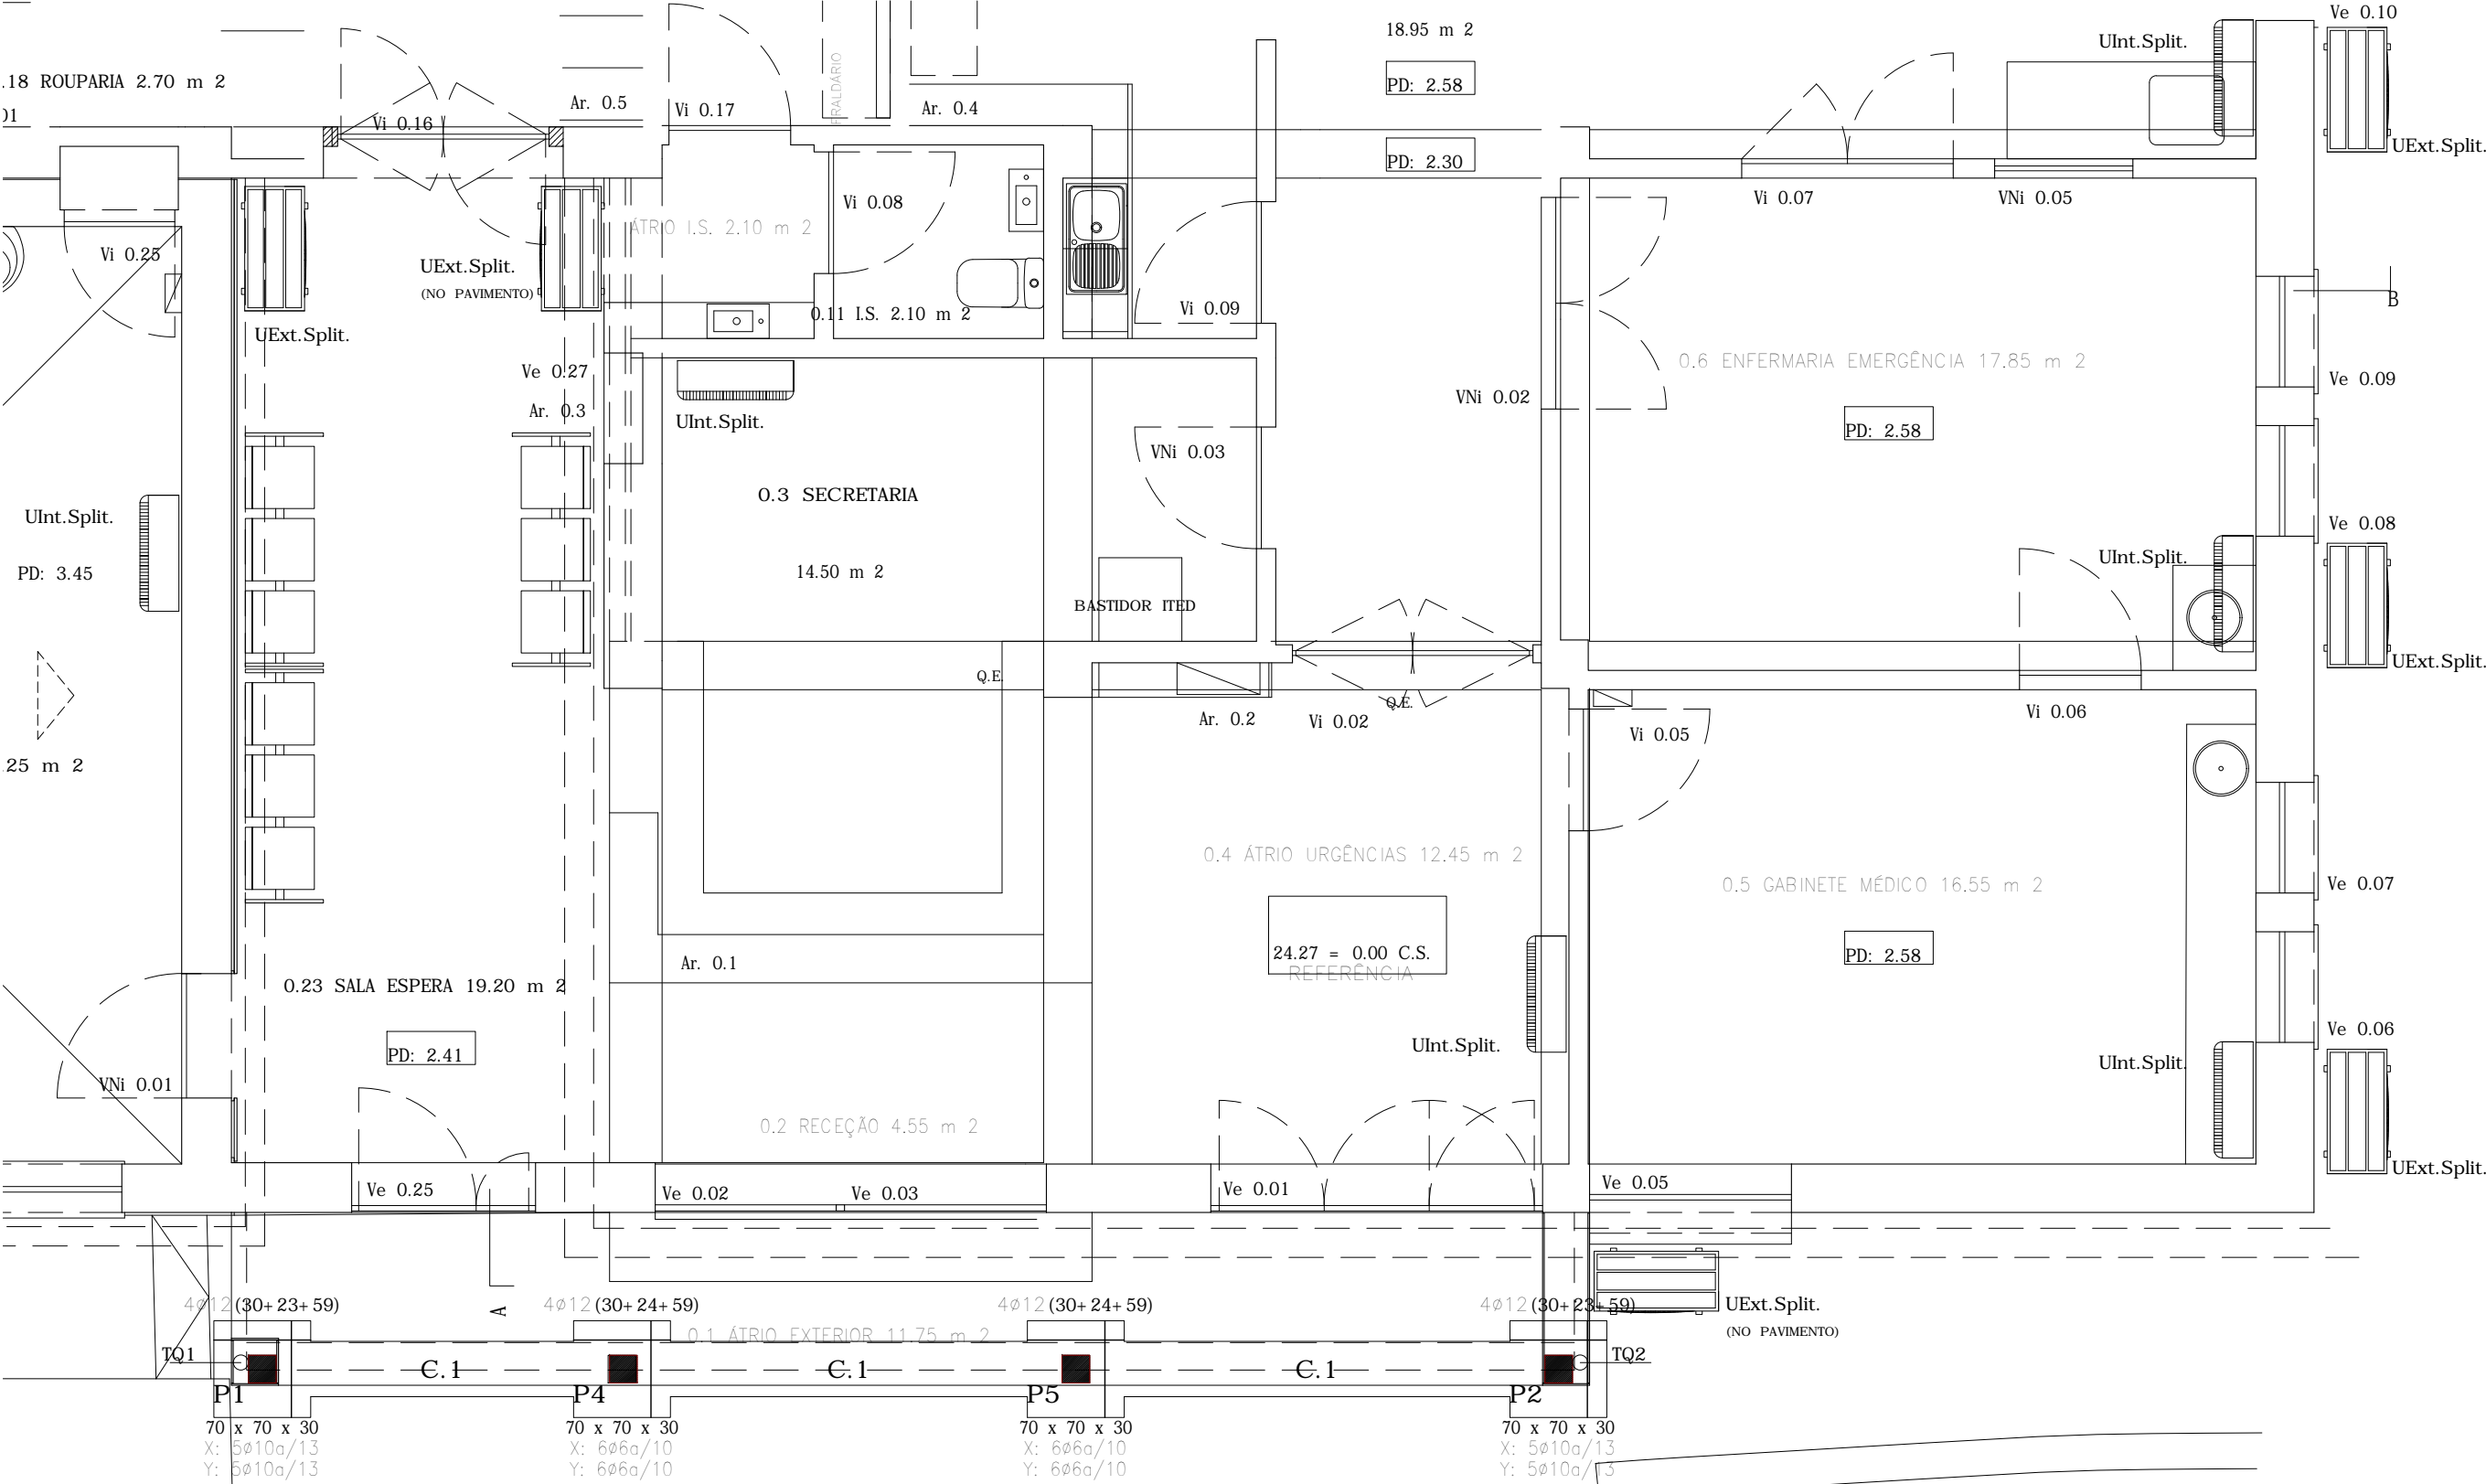 18.95 m 2
Ve 0.10
UInt.Split.
.18 ROUPARIA 2.70 m 2
PD: 2.58
FRALDÁRIO
Ar. 0.5
Vi 0.17
Ar. 0.4
Vi 0.16
UExt.Split.
PD: 2.30
Vi 0.08
Vi 0.07
VNi 0.05
ÁTRIO I.S. 2.10 m 2
Vi 0.25
UExt.Split.
(NO PAVIMENTO)
B
Vi 0.09
0.11 I.S. 2.10 m 2
UExt.Split.
0.6 ENFERMARIA EMERGÊNCIA 17.85 m 2
Ve 0.27
Ve 0.09
VNi 0.02
Ar. 0.3
UInt.Split.
PD: 2.58
VNi 0.03
0.3 SECRETARIA
UInt.Split.
Ve 0.08
UInt.Split.
PD: 3.45
14.50 m 2
BASTIDOR ITED
UExt.Split.
Q.E.
Q.E.
Ar. 0.2
Vi 0.02
Vi 0.05
Vi 0.06
.25 m 2
0.4 ÁTRIO URGÊNCIAS 12.45 m 2
0.5 GABINETE MÉDICO 16.55 m 2
Ve 0.07
24.27 = 0.00 C.S.
REFERÊNCIA
PD: 2.58
Ar. 0.1
0.23 SALA ESPERA 19.20 m 2
Ve 0.06
UInt.Split.
PD: 2.41
UInt.Split.
VNi 0.01
0.2 RECEÇÃO 4.55 m 2
UExt.Split.
Ve 0.25
Ve 0.02
Ve 0.03
Ve 0.01
Ve 0.05
4ø12 (30+23+59)
A
4ø12 (30+24+59)
4ø12 (30+24+59)
4ø12 (30+23+59)
UExt.Split.
(NO PAVIMENTO)
0.1 ÁTRIO EXTERIOR 11.75 m 2
TQ1
TQ2
C.1
C.1
C.1
P1
P4
P5
P2
70 x 70 x 30
70 x 70 x 30
70 x 70 x 30
70 x 70 x 30
X: 5ø10a/13
X: 6ø6a/10
X: 6ø6a/10
X: 5ø10a/13
Y: 5ø10a/13
Y: 6ø6a/10
Y: 6ø6a/10
Y: 5ø10a/13